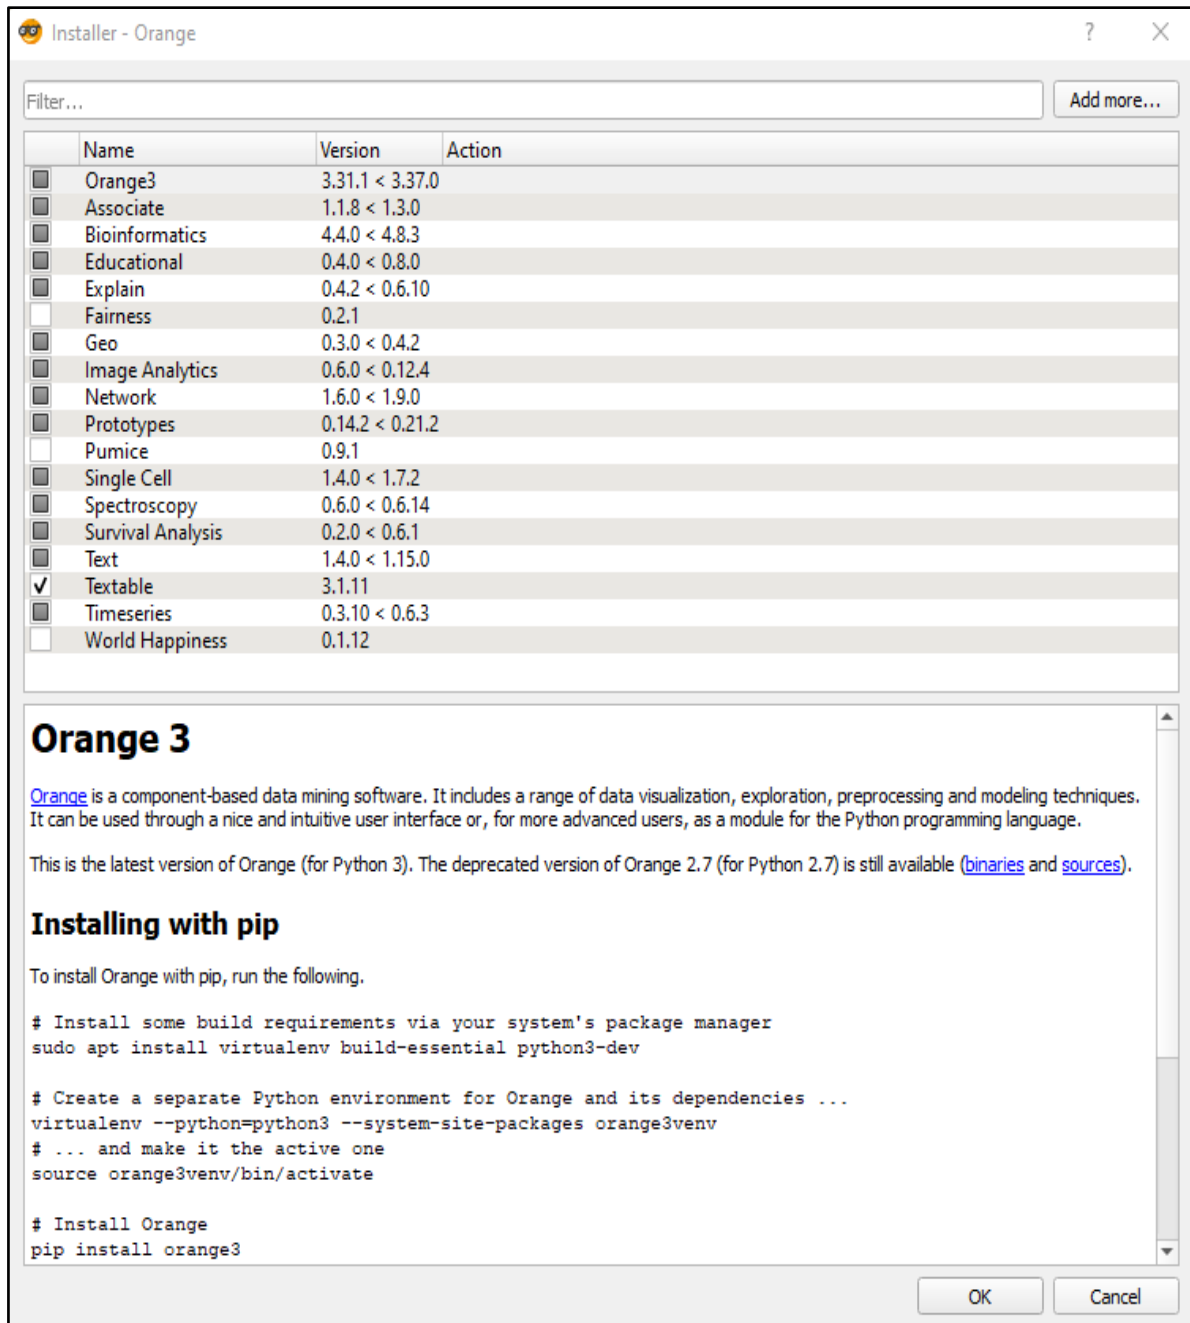 Installer - Orange
Filter...
Add more...
Name Version Action
Orange3 3.31.1 < 3.37.0
Associate 1.1.8 < 1.3.0
Bioinformatics 4.4.0 < 4.8.3
Educational 0.4.0 < 0.8.0
Explain 0.4.2 < 0.6.10
Fairness 0.2.1
Geo 0.3.0 < 0.4.2
Image Analytics 0.6.0 < 0.12.4
Network 1.6.0 < 1.9.0
Prototypes 0.14.2 < 0.21.2
Pumice 0.9.1
Single Cell 1.4.0 < 1.7.2
Spectroscopy 0.6.0 < 0.6.14
Survival Analysis 0.2.0 < 0.6.1
Text 1.4.0 < 1.15.0
Textable 3.1.11
Timeseries 0.3.10 < 0.6.3
World Happiness 0.1.12
Orange 3
Orange is a component-based data mining software. It includes a range of data visualization, exploration, preprocessing and modeling techniques.
It can be used through a nice and intuitive user interface or, for more advanced users, as a module for the Python programming language.
This is the latest version of Orange (for Python 3). The deprecated version of Orange 2.7 (for Python 2.7) is still available (binaries and sources).
Installing with pip
To install Orange with pip, run the following.
# Install some build requirements via your system's package manager
sudo apt install virtualenv build-essential python3-dev
# Create a separate Python environment for Orange and its dependencies ...
virtualenv --python=python3 --system-site-packages orange3venv
# ... and make it the active one
source orange3venv/bin/activate
# Install Orange
pip install orange3
OK
Cancel